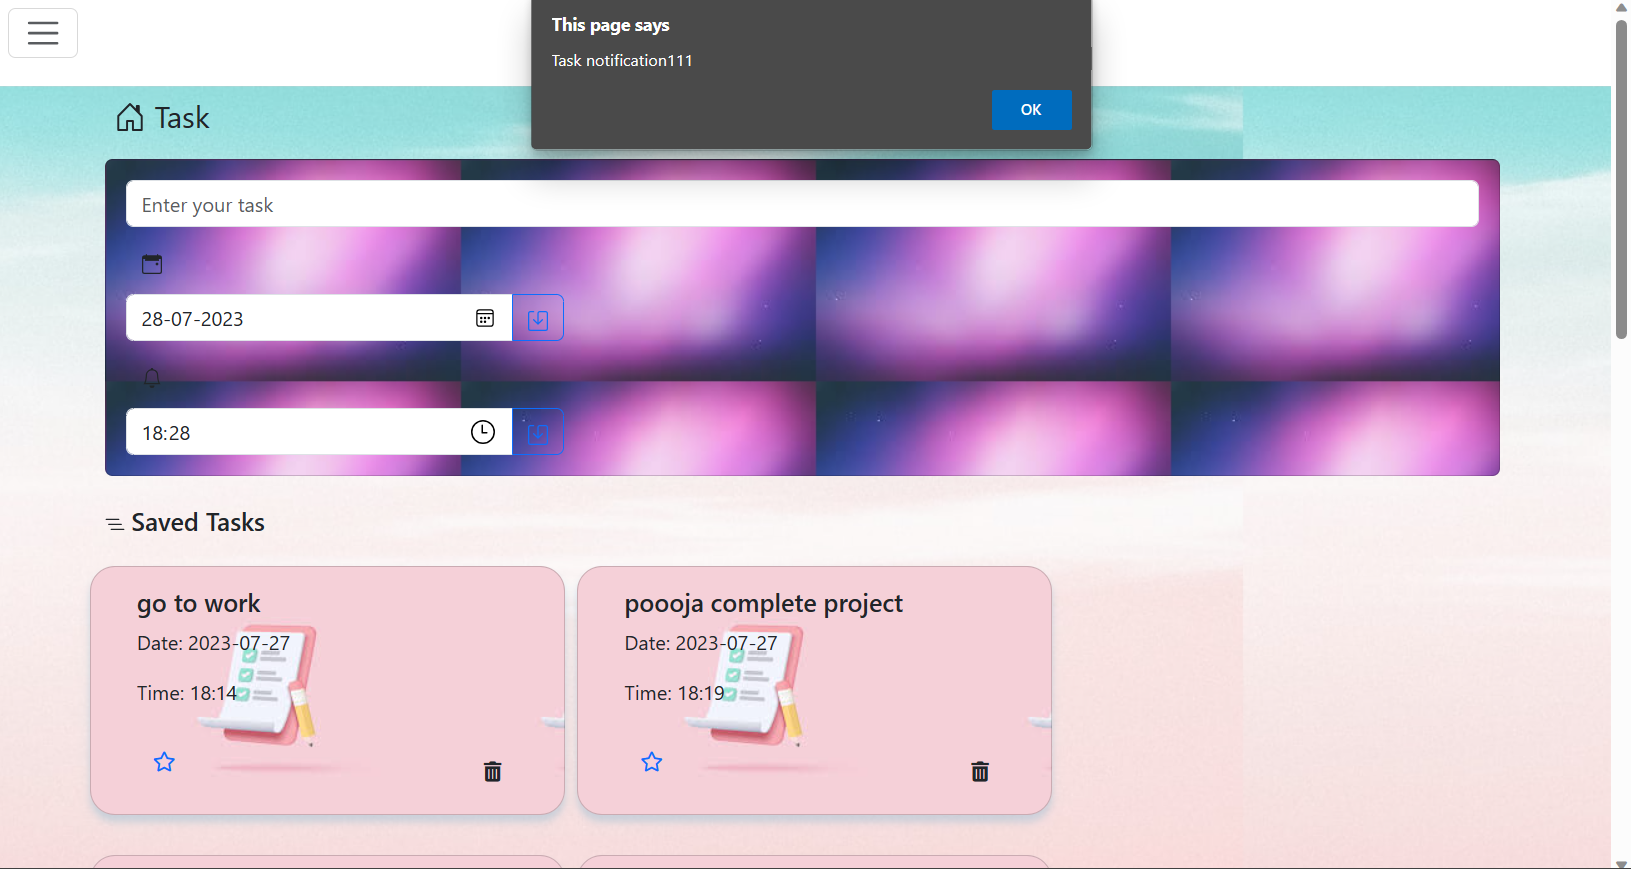 This page says
Task notification111
OK
Task
Enter your task
28-07-2023
18:28
Saved Tasks
go to work
Date: 2023-07-27
Time: 18:14
poooja complete project
Date: 2023-07-27
Time: 18:19